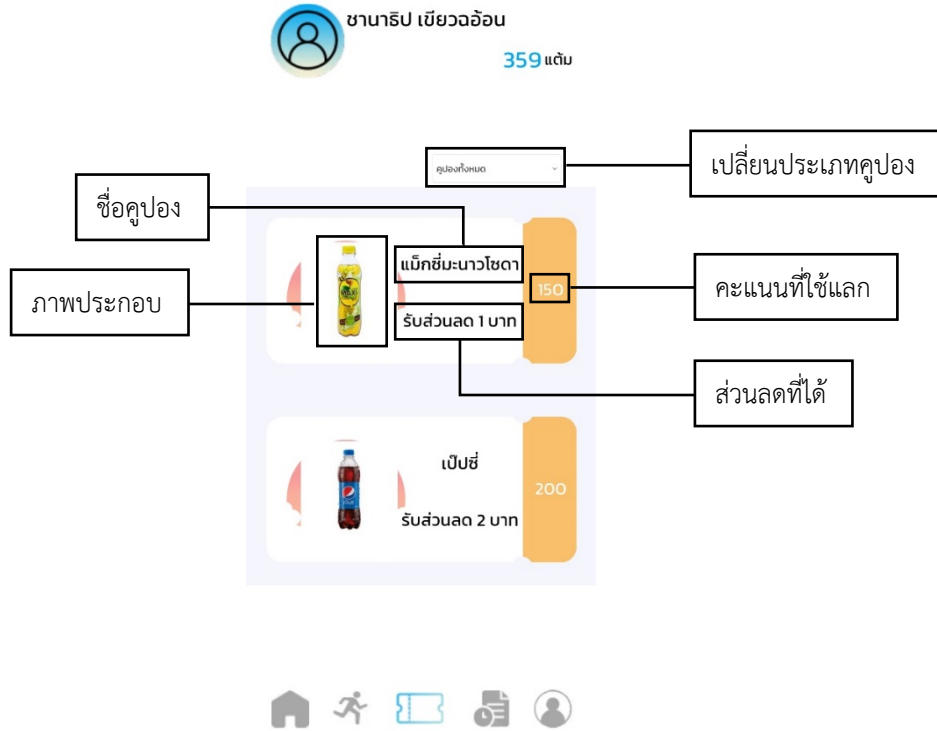 ชานาธิป เขียวฉอ้อน
359 แต้ม
คูปองทั้งหมด
เปลี่ยนประเภทคูปอง
ชื่อคูปอง
แม็กซี่มะนาวโซดา
150
คะแนนที่ใช้แลก
ภาพประกอบ
รับส่วนลด 1 บาท
ส่วนลดที่ได้
เป๊ปซี่
200
รับส่วนลด 2 บาท